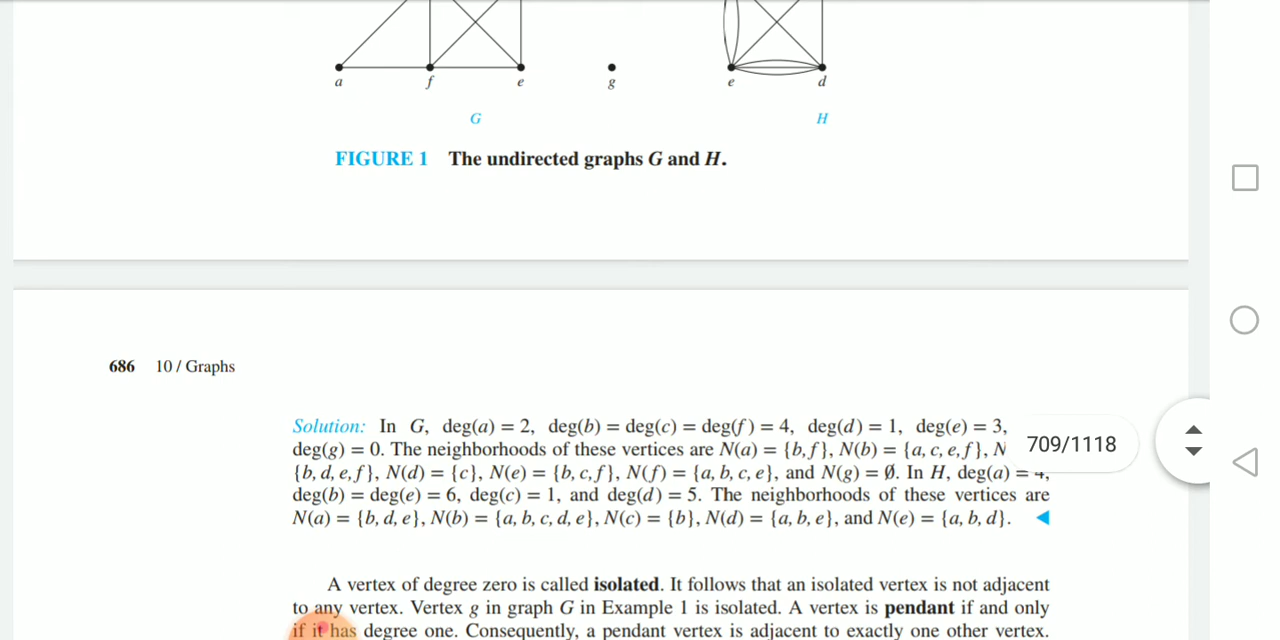 a f e g e d
G H
FIGURE 1 The undirected graphs G and H.
686 10 / Graphs
Solution: In G, deg(a) = 2, deg(b) = deg(c) = deg(f) = 4, deg(d) = 1, deg(e) = 3,
deg(g) = 0. The neighborhoods of these vertices are N(a) = {b, f}, N(b) = {a, c, e, f}, N
709/1118
{b, d, e, f}, N(d) = {c}, N(e) = {b, c, f}, N(f) = {a, b, c, e}, and N(g) = ∅. In H, deg(a) = 4,
deg(b) = deg(e) = 6, deg(c) = 1, and deg(d) = 5. The neighborhoods of these vertices are
N(a) = {b, d, e}, N(b) = {a, b, c, d, e}, N(c) = {b}, N(d) = {a, b, e}, and N(e) = {a, b, d}.
A vertex of degree zero is called isolated. It follows that an isolated vertex is not adjacent
to any vertex. Vertex g in graph G in Example 1 is isolated. A vertex is pendant if and only
if it has degree one. Consequently, a pendant vertex is adjacent to exactly one other vertex.